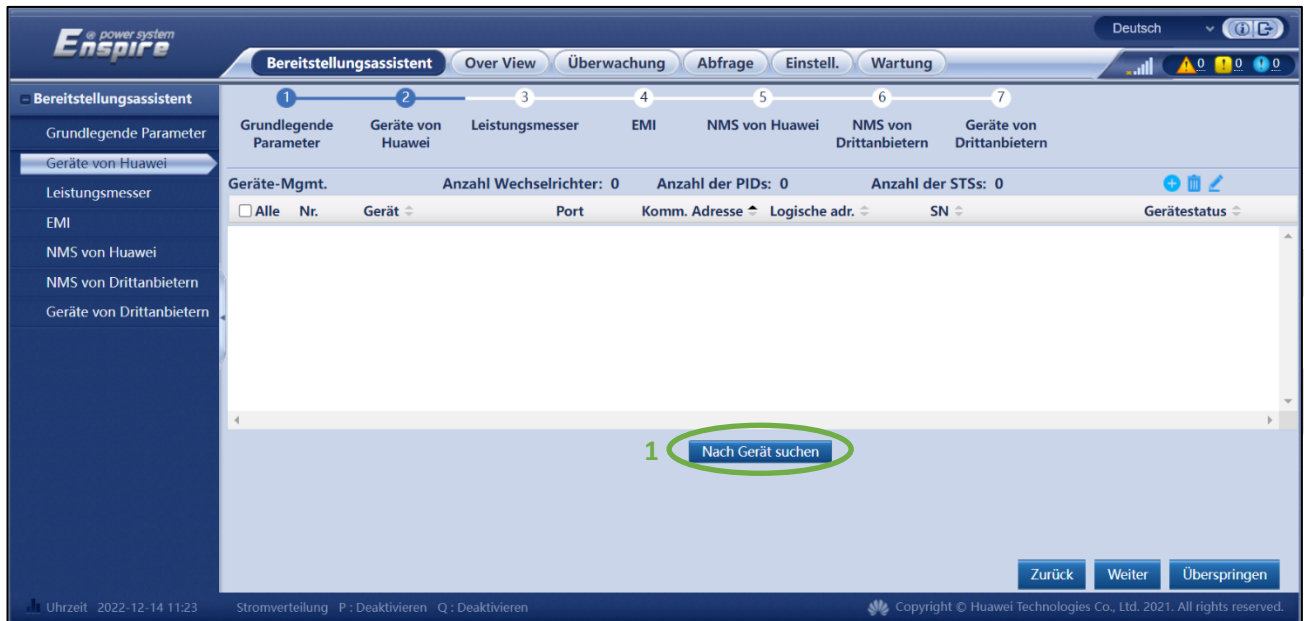 @ power system
Enspire
Deutsch
Bereitstellungsassistent Over View Überwachung Abfrage Einstell. Wartung
0 0 0
Bereitstellungsassistent
Grundlegende Parameter
Geräte von Huawei
Leistungsmesser
EMI
NMS von Huawei
NMS von Drittanbietern
Geräte von Drittanbietern
1 2 3 4 5 6 7
Grundlegende Parameter
Geräte von Huawei
Leistungsmesser
EMI
NMS von Huawei
NMS von Drittanbietern
Geräte von Drittanbietern
Geräte-Mgmt. Anzahl Wechselrichter: 0 Anzahl der PIDs: 0 Anzahl der STSs: 0
Alle Nr. Gerät Port Komm. Adresse Logische adr. SN Gerätestatus
1 Nach Gerät suchen
Zurück Weiter Überspringen
Uhrzeit 2022-12-14 11:23 Stromverteilung P : Deaktivieren Q : Deaktivieren Copyright © Huawei Technologies Co., Ltd. 2021. All rights reserved.